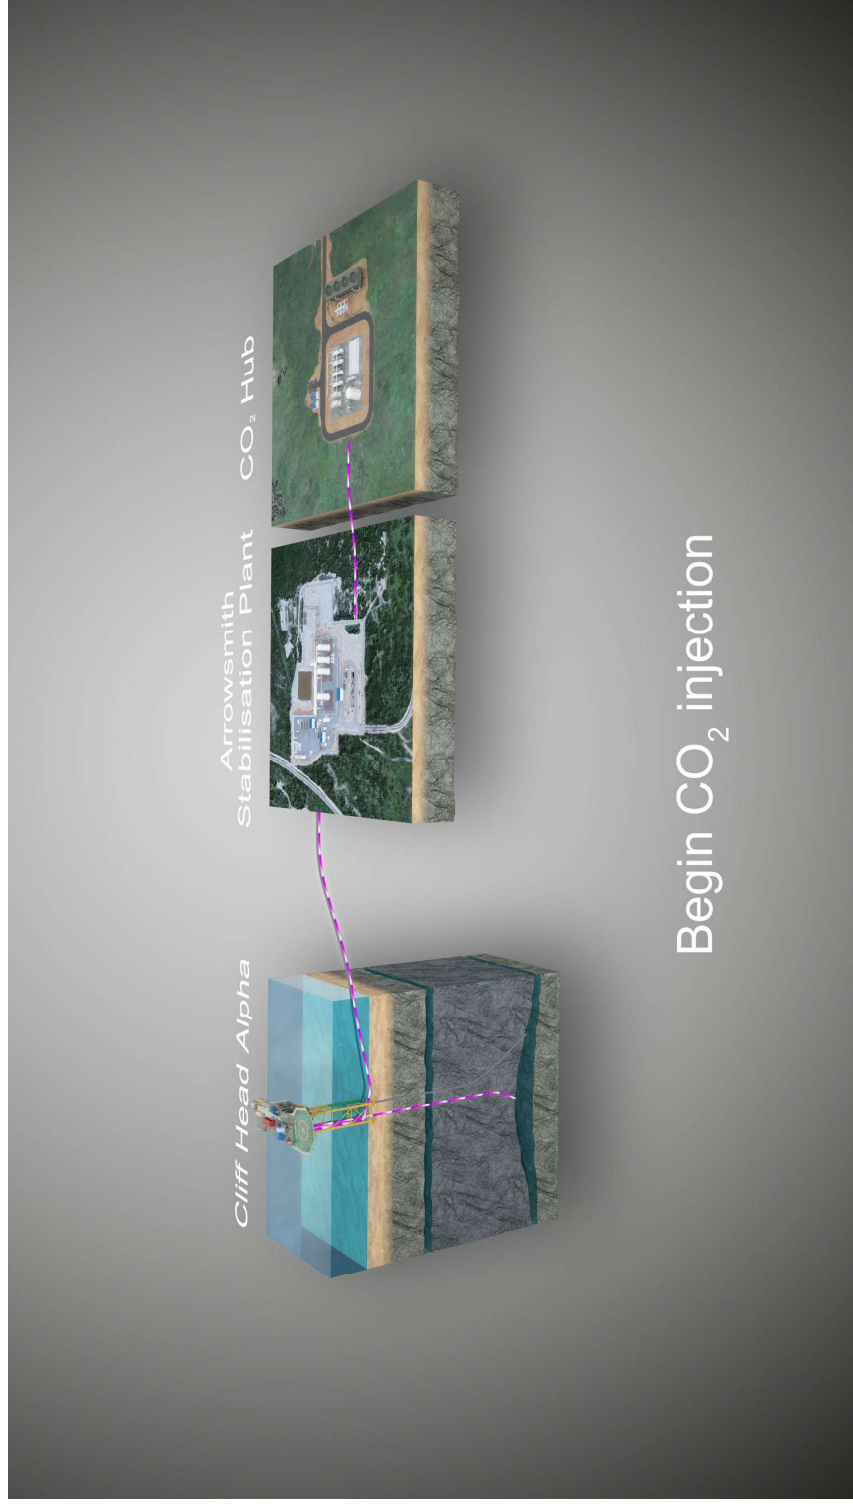 Cliff Head Alpha
Arrowsmith
Stabilisation Plant
CO₂ Hub
Begin CO₂ injection